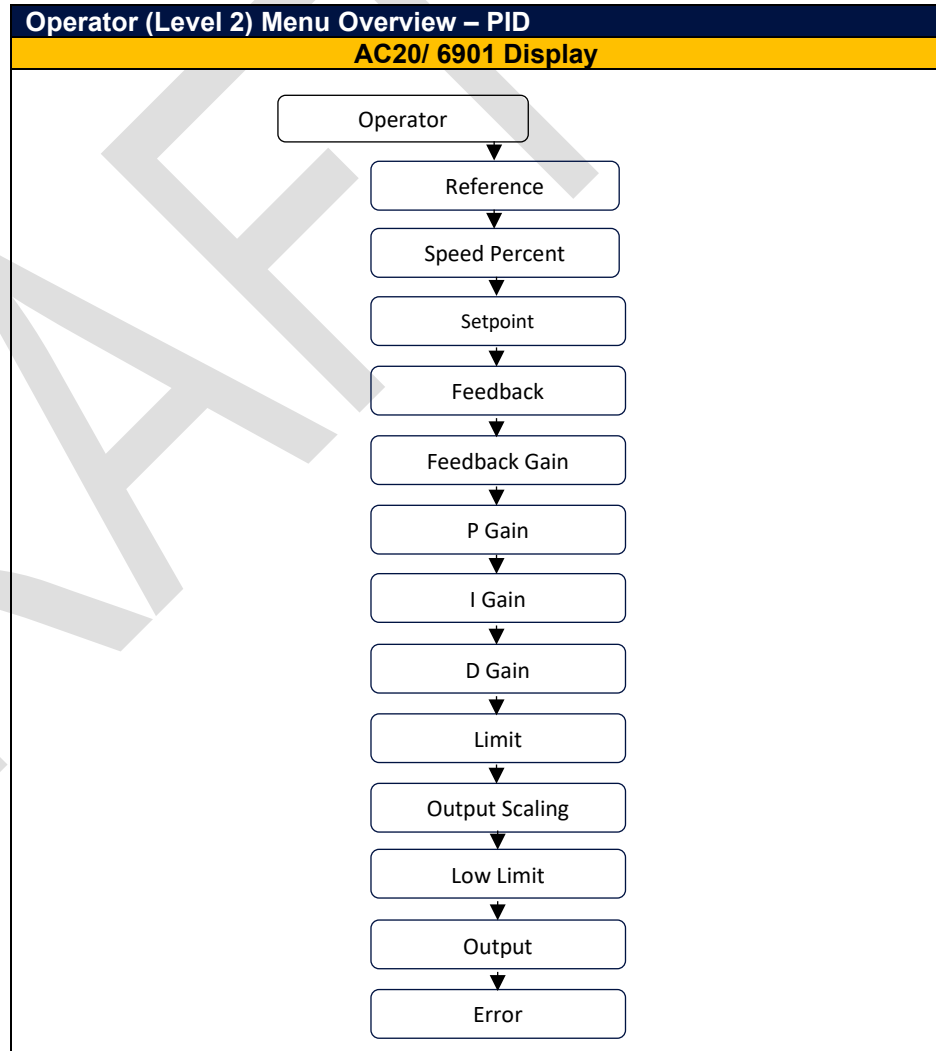 Operator (Level 2) Menu Overview – PID
AC20/ 6901 Display
Operator
Reference
Speed Percent
Setpoint
Feedback
Feedback Gain
P Gain
I Gain
D Gain
Limit
Output Scaling
Low Limit
Output
Error